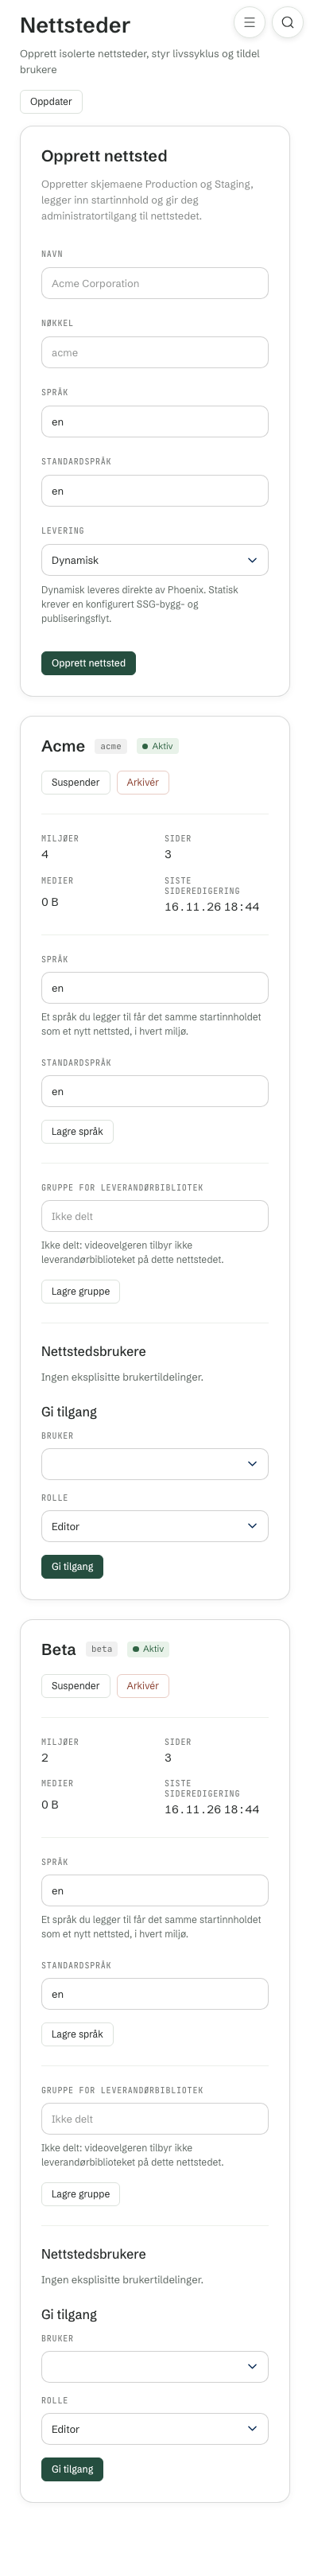 Nettsteder
Opprett isolerte nettsteder, styr livssyklus og tildel
brukere
Oppdater
Opprett nettsted
Oppretter skjemaene Production og Staging,
legger inn startinnhold og gir deg
administratortilgang til nettstedet.
NAVN
Acme Corporation
NØKKEL
acme
SPRÅK
en
STANDARDSPRÅK
en
LEVERING
Dynamisk
Dynamisk leveres direkte av Phoenix. Statisk
krever en konfigurert SSG-bygg- og
publiseringsflyt.
Opprett nettsted
Acme acme Aktiv
Suspender Arkivér
MILJØER SIDER
4 3
MEDIER SISTE
SIDEREDIGERING
0 B 16.11.26 18:44
SPRÅK
en
Et språk du legger til får det samme startinnholdet
som et nytt nettsted, i hvert miljø.
STANDARDSPRÅK
en
Lagre språk
GRUPPE FOR LEVERANDØRBIBLIOTEK
Ikke delt
Ikke delt: videovelgeren tilbyr ikke
leverandørbiblioteket på dette nettstedet.
Lagre gruppe
Nettstedsbrukere
Ingen eksplisitte brukertildelinger.
Gi tilgang
BRUKER
ROLLE
Editor
Gi tilgang
Beta beta Aktiv
Suspender Arkivér
MILJØER SIDER
2 3
MEDIER SISTE
SIDEREDIGERING
0 B 16.11.26 18:44
SPRÅK
en
Et språk du legger til får det samme startinnholdet
som et nytt nettsted, i hvert miljø.
STANDARDSPRÅK
en
Lagre språk
GRUPPE FOR LEVERANDØRBIBLIOTEK
Ikke delt
Ikke delt: videovelgeren tilbyr ikke
leverandørbiblioteket på dette nettstedet.
Lagre gruppe
Nettstedsbrukere
Ingen eksplisitte brukertildelinger.
Gi tilgang
BRUKER
ROLLE
Editor
Gi tilgang